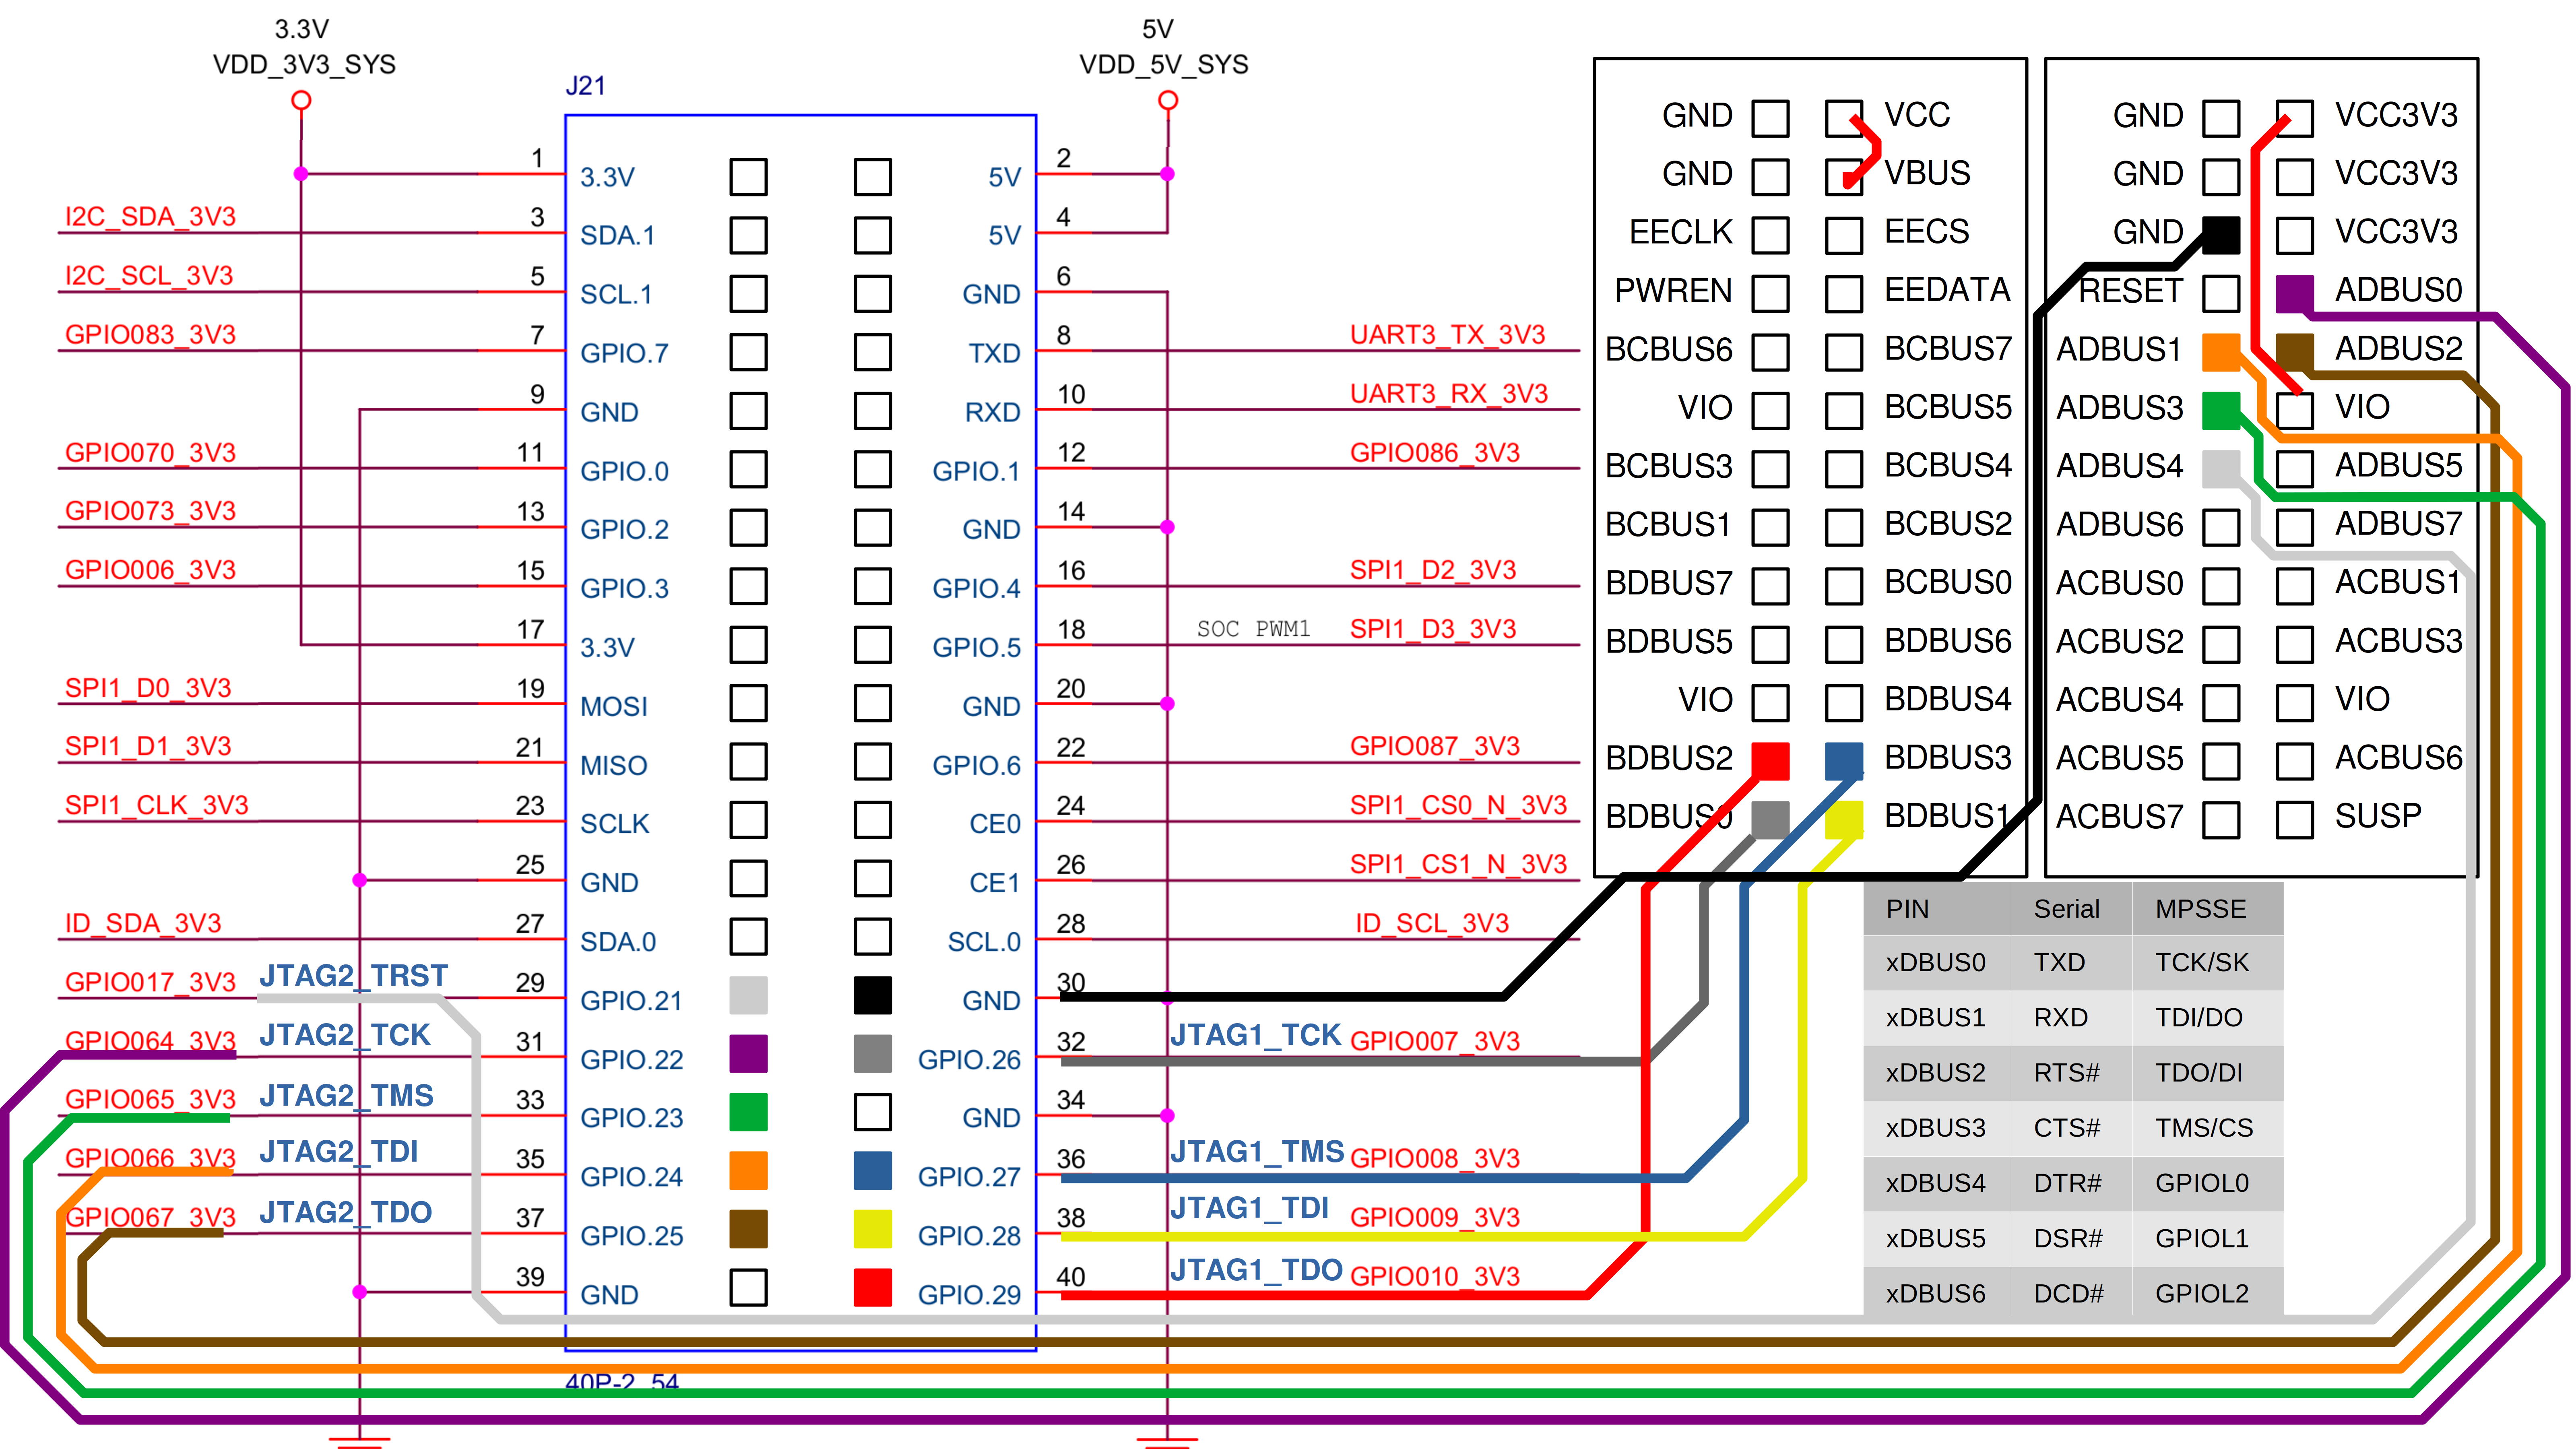 3.3V
VDD_3V3_SYS
5V
VDD_5V_SYS
J21
1 3.3V 5V 2
I2C_SDA_3V3 3 SDA.1 5V 4
I2C_SCL_3V3 5 SCL.1 GND 6
GPIO083_3V3 7 GPIO.7 TXD 8 UART3_TX_3V3
9 GND RXD 10 UART3_RX_3V3
GPIO070_3V3 11 GPIO.0 GPIO.1 12 GPIO086_3V3
GPIO073_3V3 13 GPIO.2 GND 14
GPIO006_3V3 15 GPIO.3 GPIO.4 16 SPI1_D2_3V3
17 3.3V GPIO.5 18 SOC PWM1 SPI1_D3_3V3
SPI1_D0_3V3 19 MOSI GND 20
SPI1_D1_3V3 21 MISO GPIO.6 22 GPIO087_3V3
SPI1_CLK_3V3 23 SCLK CE0 24 SPI1_CS0_N_3V3
25 GND CE1 26 SPI1_CS1_N_3V3
ID_SDA_3V3 27 SDA.0 SCL.0 28 ID_SCL_3V3
GPIO017_3V3 JTAG2_TRST 29 GPIO.21 GND 30
GPIO064_3V3 JTAG2_TCK 31 GPIO.22 GPIO.26 32 JTAG1_TCK GPIO007_3V3
GPIO065_3V3 JTAG2_TMS 33 GPIO.23 GND 34
GPIO066_3V3 JTAG2_TDI 35 GPIO.24 GPIO.27 36 JTAG1_TMS GPIO008_3V3
GPIO067_3V3 JTAG2_TDO 37 GPIO.25 GPIO.28 38 JTAG1_TDI GPIO009_3V3
39 GND GPIO.29 40 JTAG1_TDO GPIO010_3V3
40P-2_54
GND VCC
GND VBUS
EECLK EECS
PWREN EEDATA
BCBUS6 BCBUS7
VIO BCBUS5
BCBUS3 BCBUS4
BCBUS1 BCBUS2
BDBUS7 BCBUS0
BDBUS5 BDBUS6
VIO BDBUS4
BDBUS2 BDBUS3
BDBUS0 BDBUS1
GND VCC3V3
GND VCC3V3
GND VCC3V3
RESET ADBUS0
ADBUS1 ADBUS2
ADBUS3 VIO
ADBUS4 ADBUS5
ADBUS6 ADBUS7
ACBUS0 ACBUS1
ACBUS2 ACBUS3
ACBUS4 VIO
ACBUS5 ACBUS6
ACBUS7 SUSP
PIN Serial MPSSE
xDBUS0 TXD TCK/SK
xDBUS1 RXD TDI/DO
xDBUS2 RTS# TDO/DI
xDBUS3 CTS# TMS/CS
xDBUS4 DTR# GPIOL0
xDBUS5 DSR# GPIOL1
xDBUS6 DCD# GPIOL2